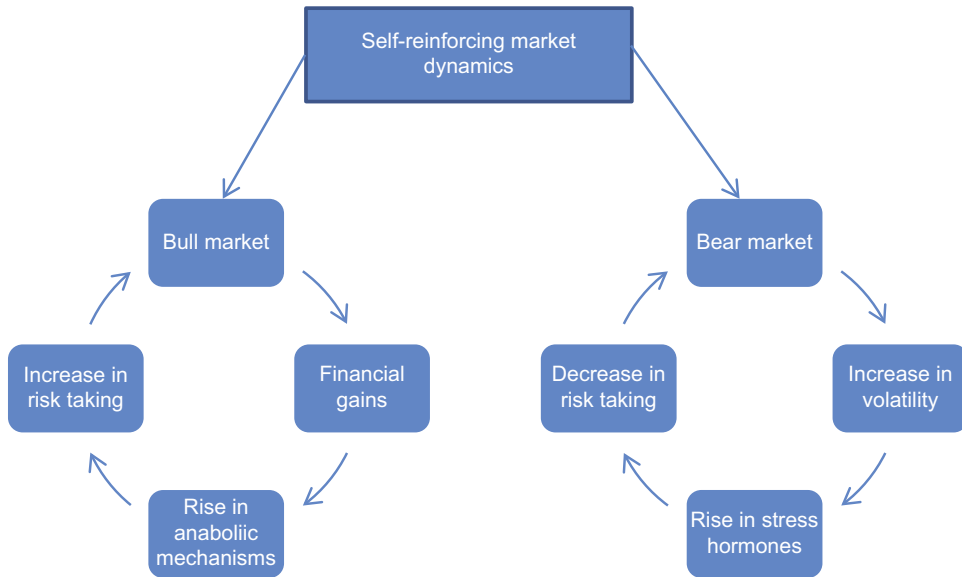 Self-reinforcing market
dynamics
Bull market
Financial
gains
Rise in
anaboliic
mechanisms
Increase in
risk taking
Bear market
Increase in
volatility
Rise in stress
hormones
Decrease in
risk taking